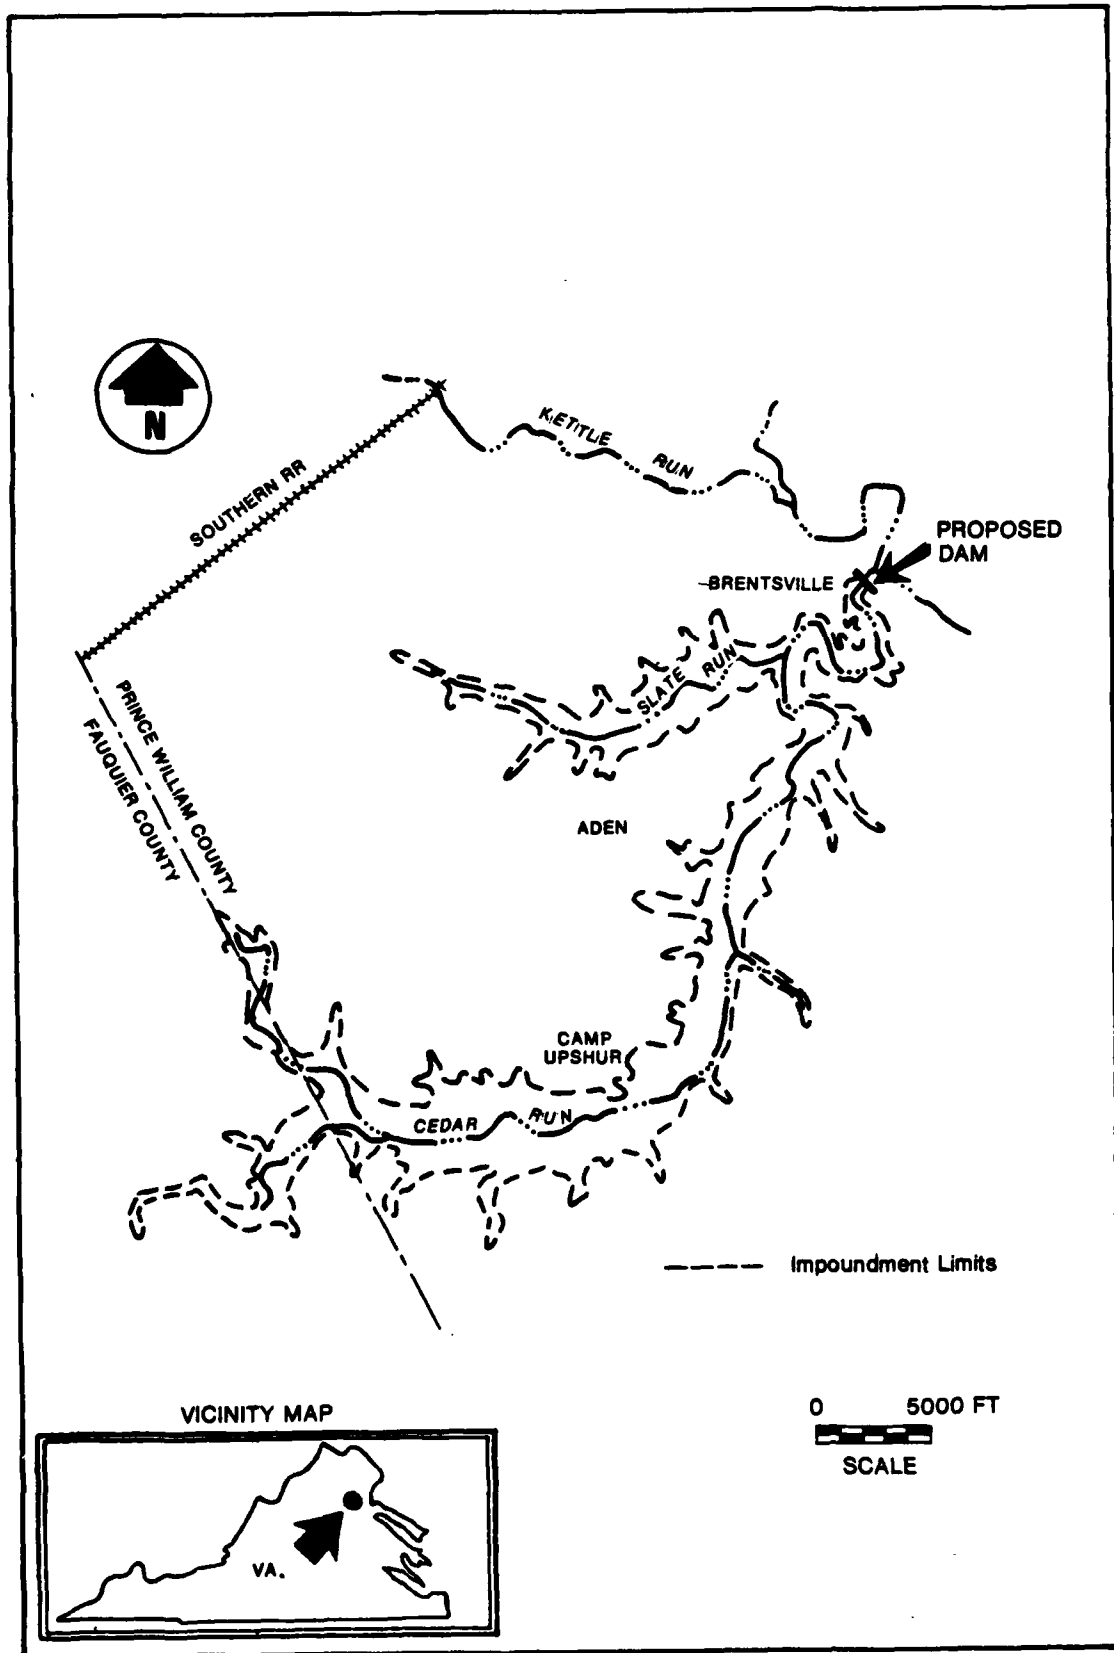 N
SOUTHERN RR
KETTLE RUN
PROPOSED
DAM
BRENTSVILLE
SLATE RUN
PRINCE WILLIAM COUNTY
FAUQUIER COUNTY
ADEN
CAMP
UPSHUR
CEDAR RUN
Impoundment Limits
0 5000 FT
SCALE
VICINITY MAP
VA.